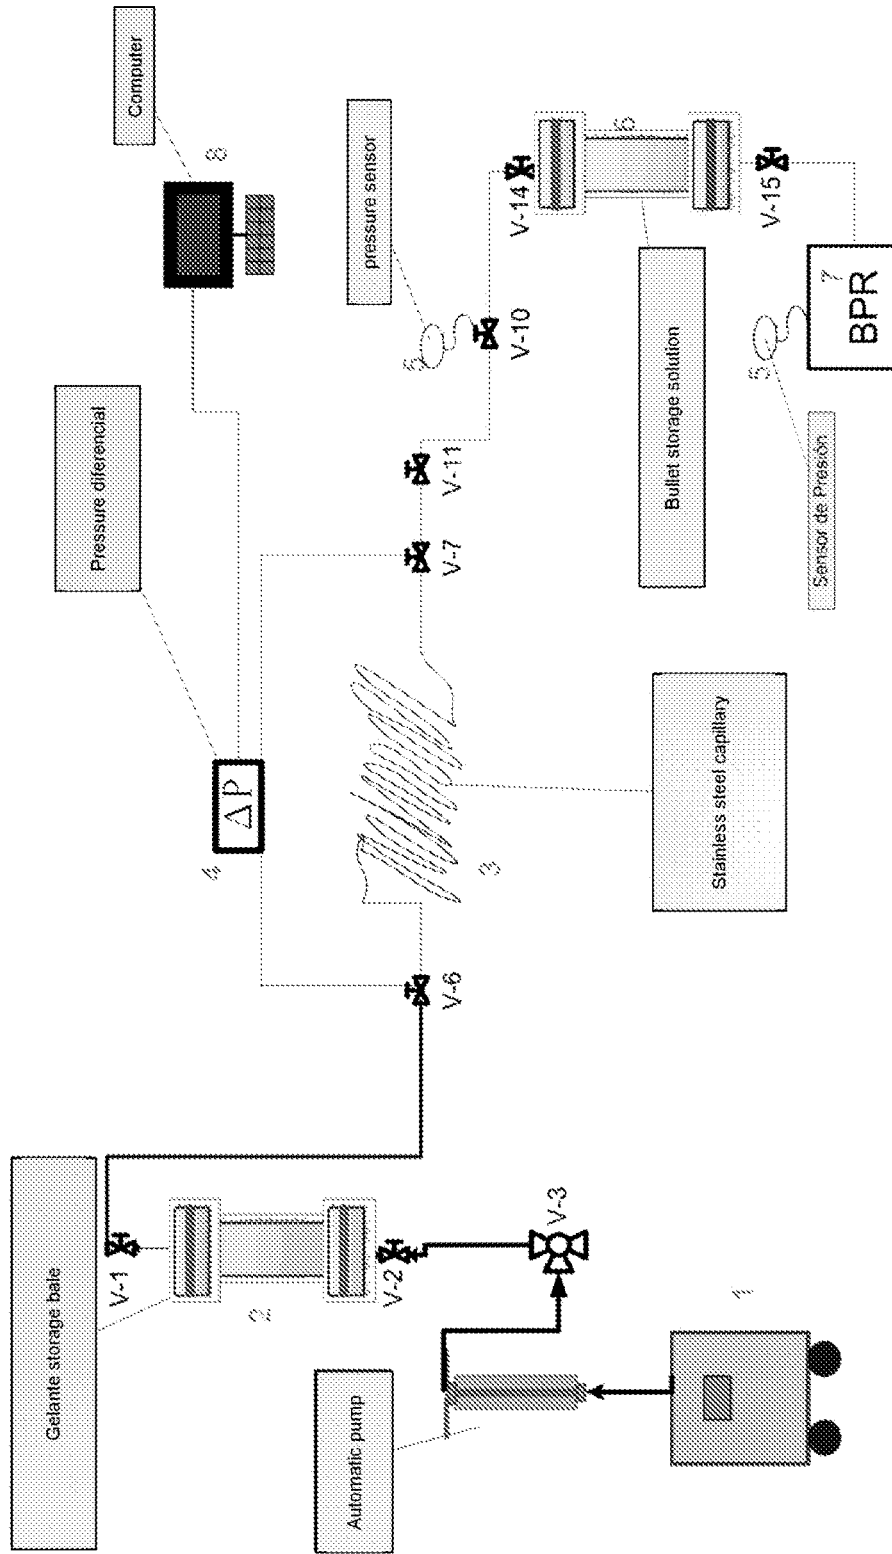 Computer
8
Pressure diferencial
pressure sensor
5
ΔP
4
V-14
6
V-15
V-10
V-11
V-7
Bullet storage solution
5
7
BPR
Sensor de Presión
3
Stainless steel capillary
V-6
Gelante storage bale
V-1
2
V-2
V-3
Automatic pump
1